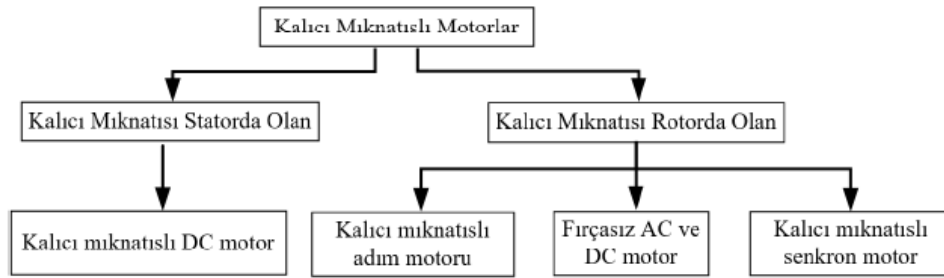 Kalıcı Mıknatıslı Motorlar
Kalıcı Mıknatısı Statorda Olan
Kalıcı Mıknatısı Rotorda Olan
Kalıcı mıknatıslı DC motor
Kalıcı mıknatıslı
adım motoru
Fırçasız AC ve
DC motor
Kalıcı mıknatıslı
senkron motor